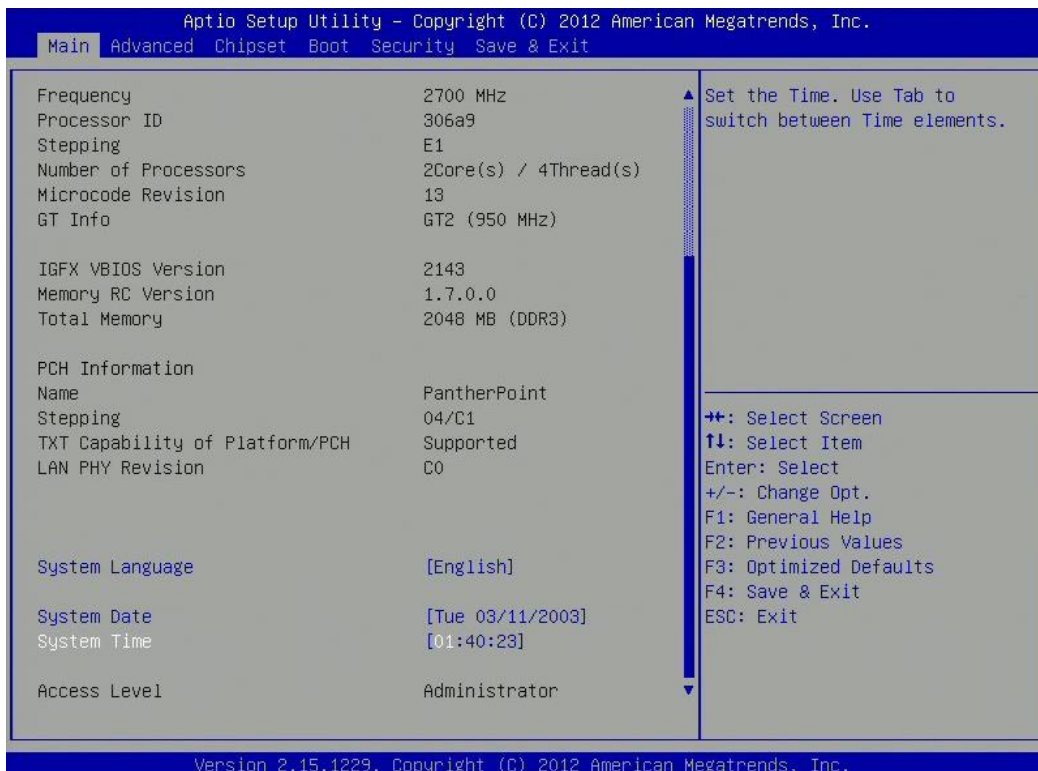 Aptio Setup Utility – Copyright (C) 2012 American Megatrends, Inc.
Main Advanced Chipset Boot Security Save & Exit
Frequency 2700 MHz
Processor ID 306a9
Stepping E1
Number of Processors 2Core(s) / 4Thread(s)
Microcode Revision 13
GT Info GT2 (950 MHz)
IGFX VBIOS Version 2143
Memory RC Version 1.7.0.0
Total Memory 2048 MB (DDR3)
PCH Information
Name PantherPoint
Stepping 04/C1
TXT Capability of Platform/PCH Supported
LAN PHY Revision C0
System Language [English]
System Date [Tue 03/11/2003]
System Time [01:40:23]
Access Level Administrator
Set the Time. Use Tab to
switch between Time elements.
→←: Select Screen
↑↓: Select Item
Enter: Select
+/-: Change Opt.
F1: General Help
F2: Previous Values
F3: Optimized Defaults
F4: Save & Exit
ESC: Exit
Version 2.15.1229. Copyright (C) 2012 American Megatrends, Inc.